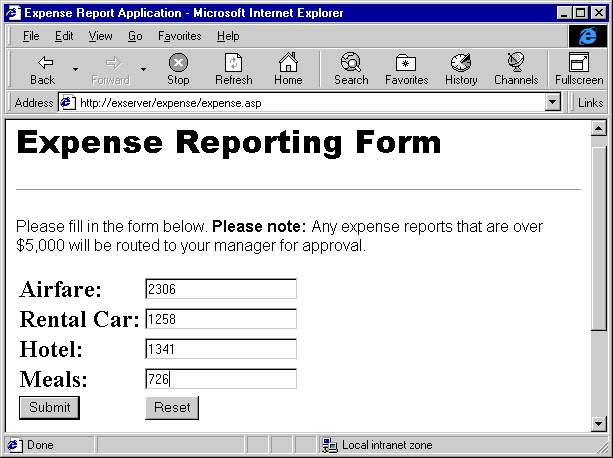 Expense Report Application - Microsoft Internet Explorer
File Edit View Go Favorites Help
Back Forward Stop Refresh Home Search Favorites History Channels Fullscreen
Address http://exserver/expense/expense.asp Links
Expense Reporting Form
Please fill in the form below. Please note: Any expense reports that are over
$5,000 will be routed to your manager for approval.
Airfare: 2306
Rental Car: 1258
Hotel: 1341
Meals: 726
Submit Reset
Done Local intranet zone